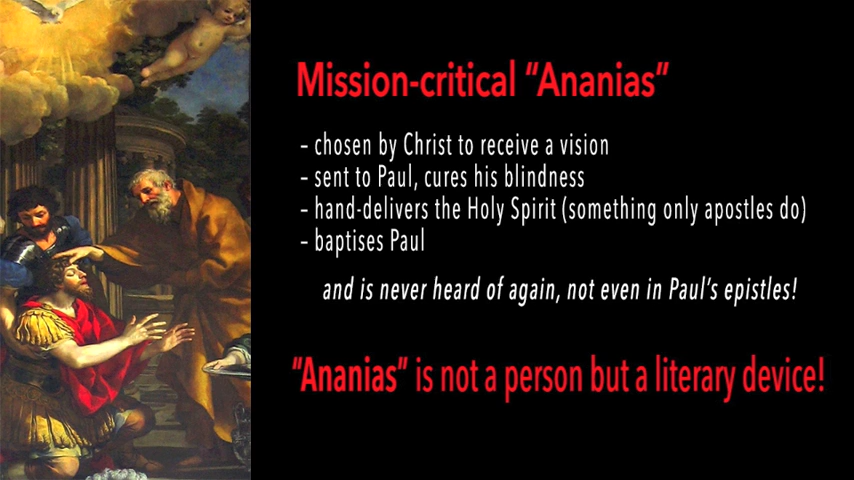 Mission-critical “Ananias”
– chosen by Christ to receive a vision
– sent to Paul, cures his blindness
– hand-delivers the Holy Spirit (something only apostles do)
– baptises Paul
and is never heard of again, not even in Paul’s epistles!
“Ananias” is not a person but a literary device!